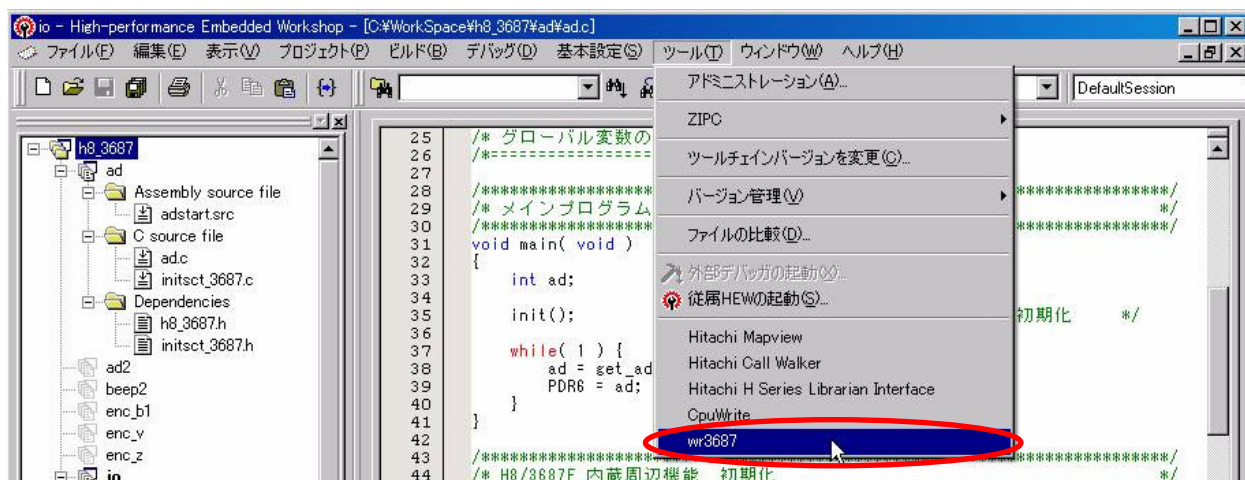 io - High-performance Embedded Workshop - [C:¥WorkSpace¥h8_3687¥ad¥ad.c]
ファイル(F) 編集(E) 表示(V) プロジェクト(P) ビルド(B) デバッグ(D) 基本設定(S) ツール(T) ウィンドウ(W) ヘルプ(H)
DefaultSession
アドミニストレーション(A)...
ZIPC
ツールチェインバージョンを変更(C)...
バージョン管理(V)
ファイルの比較(D)...
外部デバッガの起動(X)...
従属HEWの起動(S)...
Hitachi Mapview
Hitachi Call Walker
Hitachi H Series Librarian Interface
CpuWrite
wr3687
h8_3687
ad
Assembly source file
adstart.src
C source file
ad.c
initsct_3687.c
Dependencies
h8_3687.h
initsct_3687.h
ad2
beep2
enc_b1
enc_v
enc_z
io
25 /* グローバル変数の
26 /*==================
27
28 /****************** ****************/
29 /* メインプログラム */
30 /****************** ****************/
31 void main( void )
32 {
33 int ad;
34
35 init(); 初期化 */
36
37 while( 1 ) {
38 ad = get_ad
39 PDR6 = ad;
40 }
41 }
42
43 /****************** ****************/
44 /* H8/3687F 内蔵周辺機能 初期化 */